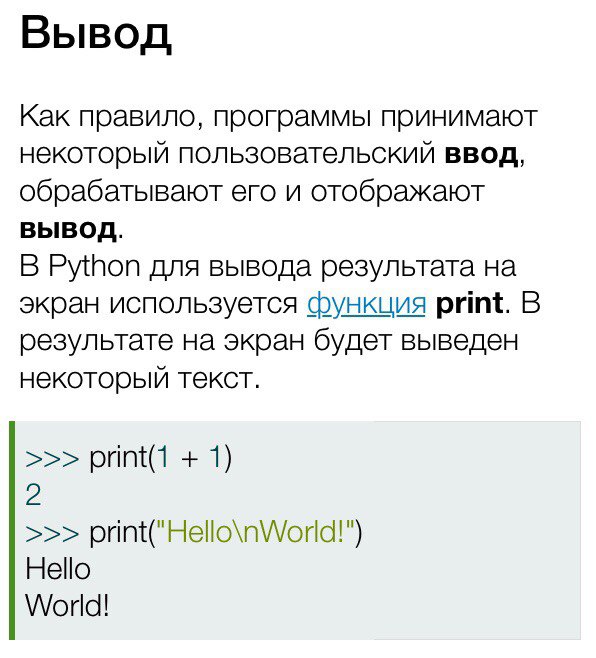 Вывод
Как правило, программы принимают
некоторый пользовательский ввод,
обрабатывают его и отображают
вывод.
В Python для вывода результата на
экран используется функция print. В
результате на экран будет выведен
некоторый текст.
>>> print(1 + 1)
2
>>> print("Hello\nWorld!")
Hello
World!